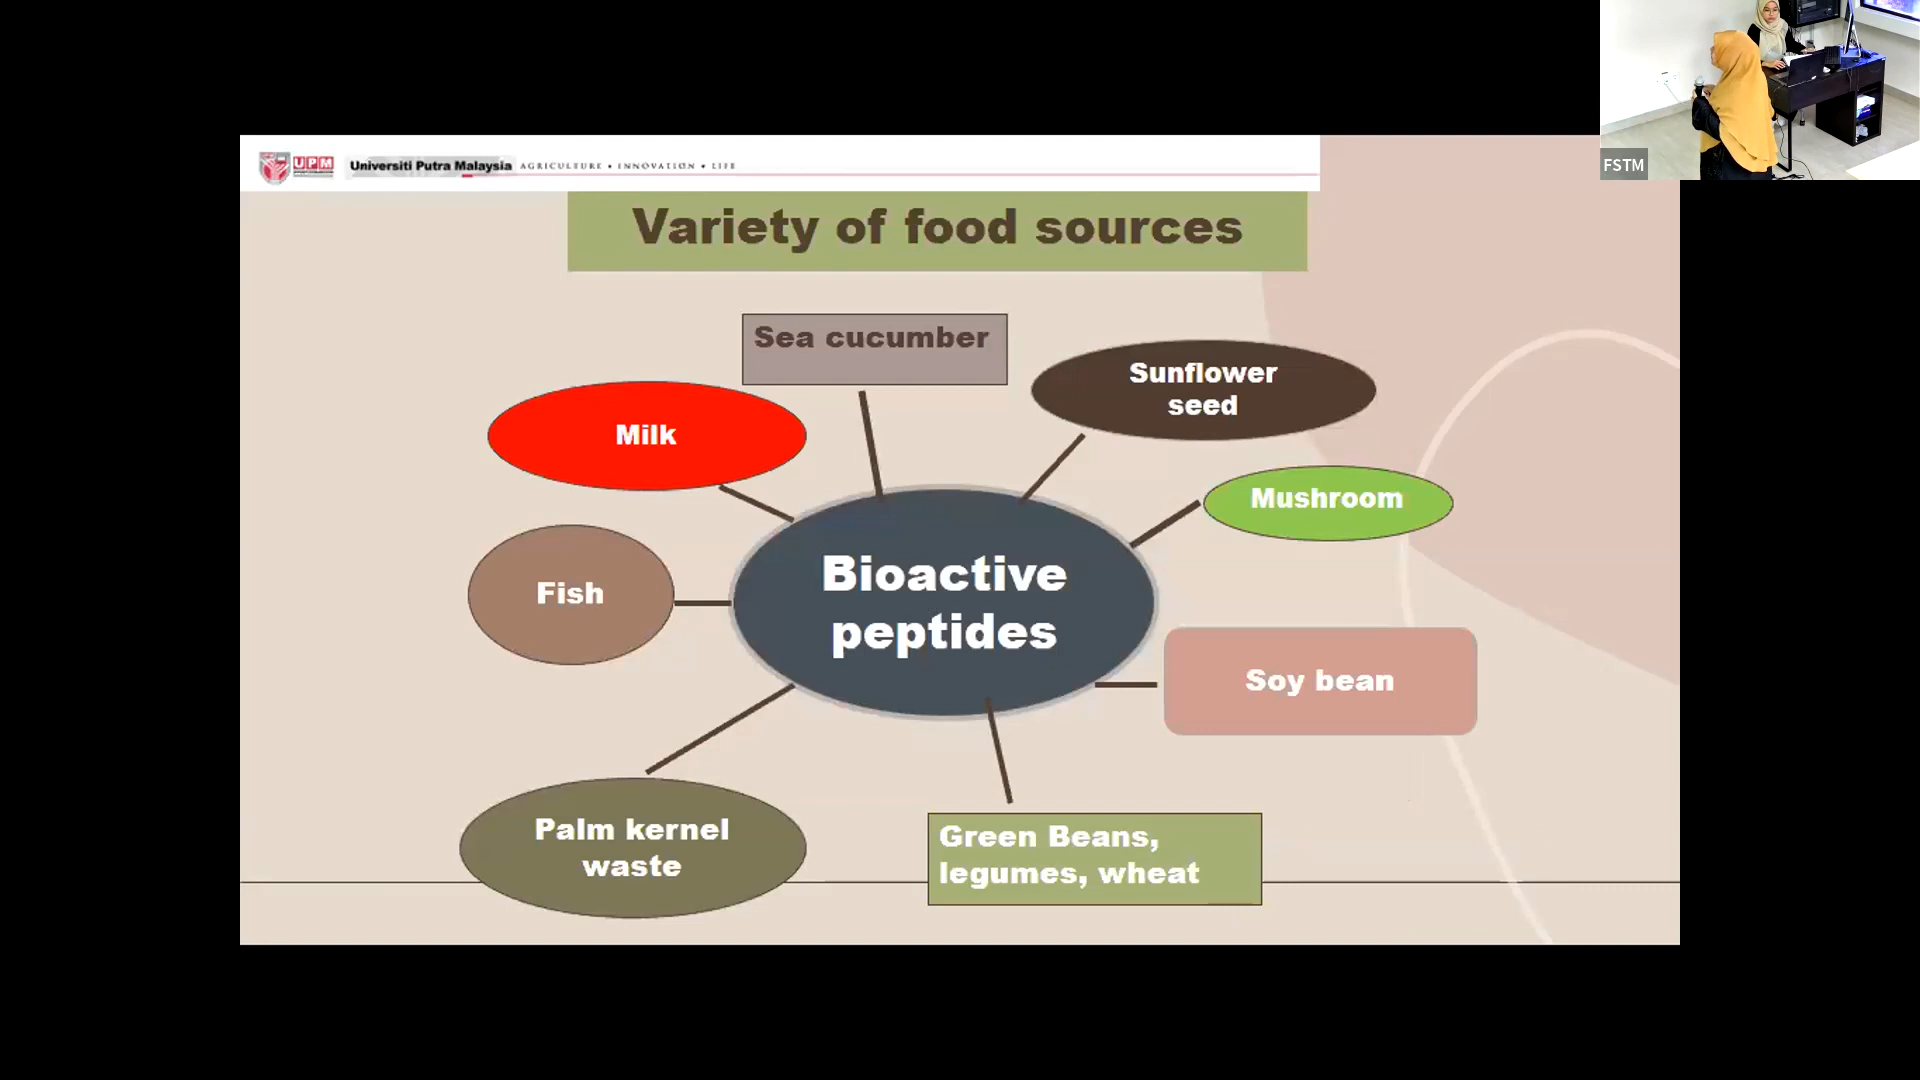 UPM
Universiti Putra Malaysia
AGRICULTURE • INNOVATION • LIFE
FSTM
Variety of food sources
Sea cucumber
Sunflower
seed
Milk
Mushroom
Fish
Bioactive
peptides
Soy bean
Palm kernel
waste
Green Beans,
legumes, wheat